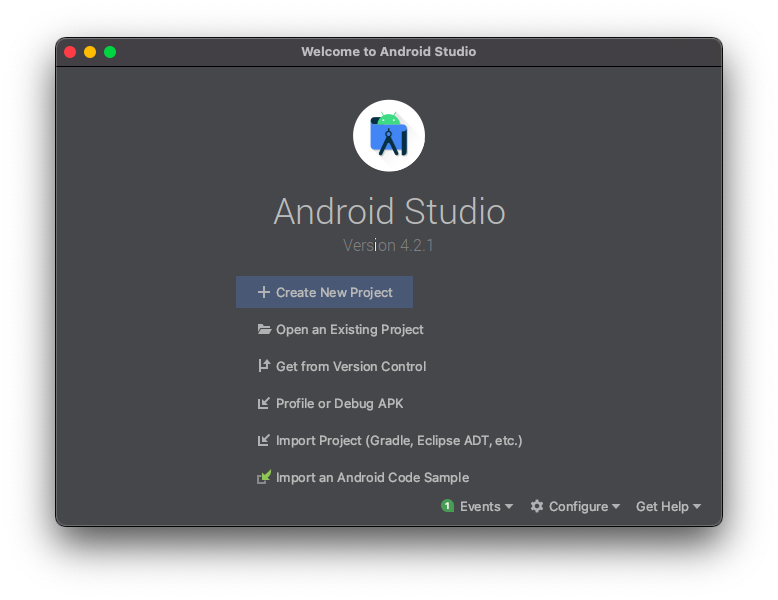 Welcome to Android Studio
Android Studio
Version 4.2.1
Create New Project
Open an Existing Project
Get from Version Control
Profile or Debug APK
Import Project (Gradle, Eclipse ADT, etc.)
Import an Android Code Sample
1 Events Configure Get Help